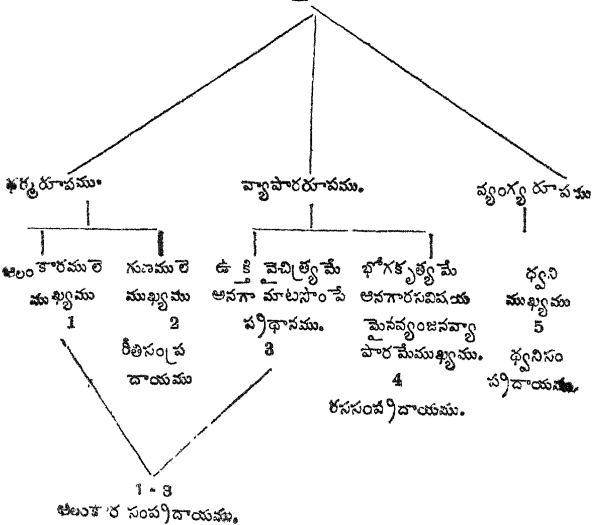 ధర్మరూపము.
వ్యాపారరూపము.
వ్యంగ్య రూపము
అలంకారములె
ముఖ్యము
1
గుణములె
ముఖ్యము
2
రీతిసంప్ర
దాయము
ఉక్తి వైచిత్ర్యమే
అనగా మాటసొంపే
ప్రధానము.
3
భోగకృత్యమే
అనగారసవిషయ
మైనవ్యంజనవ్యా
పారమేముఖ్యము.
4
రససంప్రదాయము.
ధ్వని
ముఖ్యము
5
ధ్వనిసం
ప్రదాయము.
1 - 3
అలంకార సంప్రదాయము.